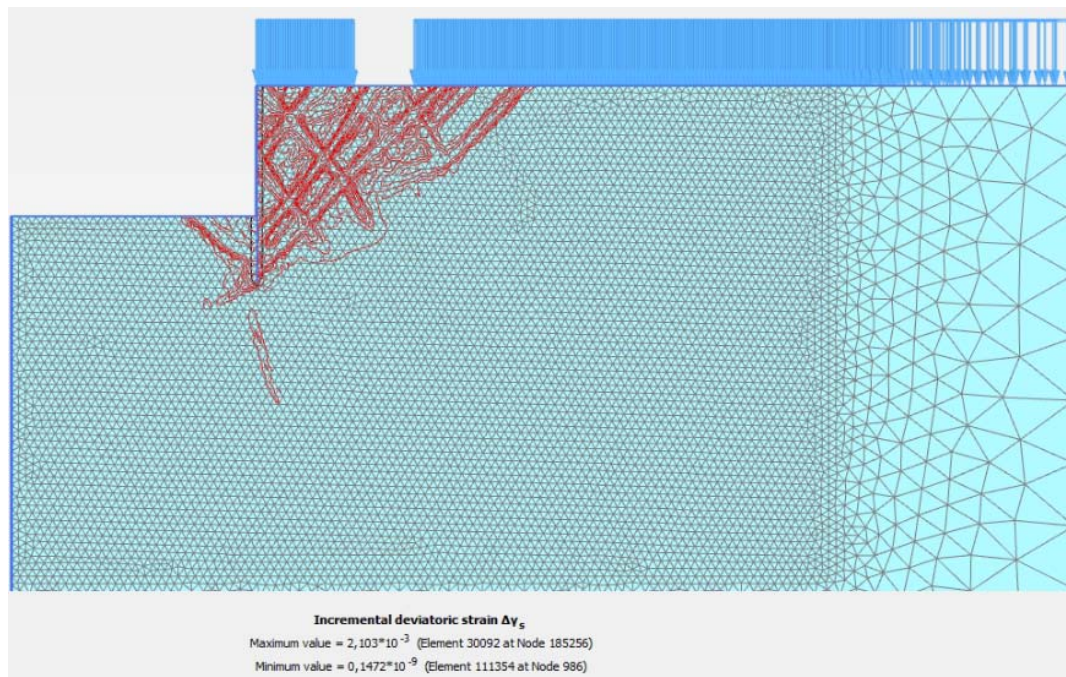 Incremental deviatoric strain Δγs
Maximum value = 2,103*10-3 (Element 30092 at Node 185256)
Minimum value = 0,1472*10-9 (Element 111354 at Node 986)